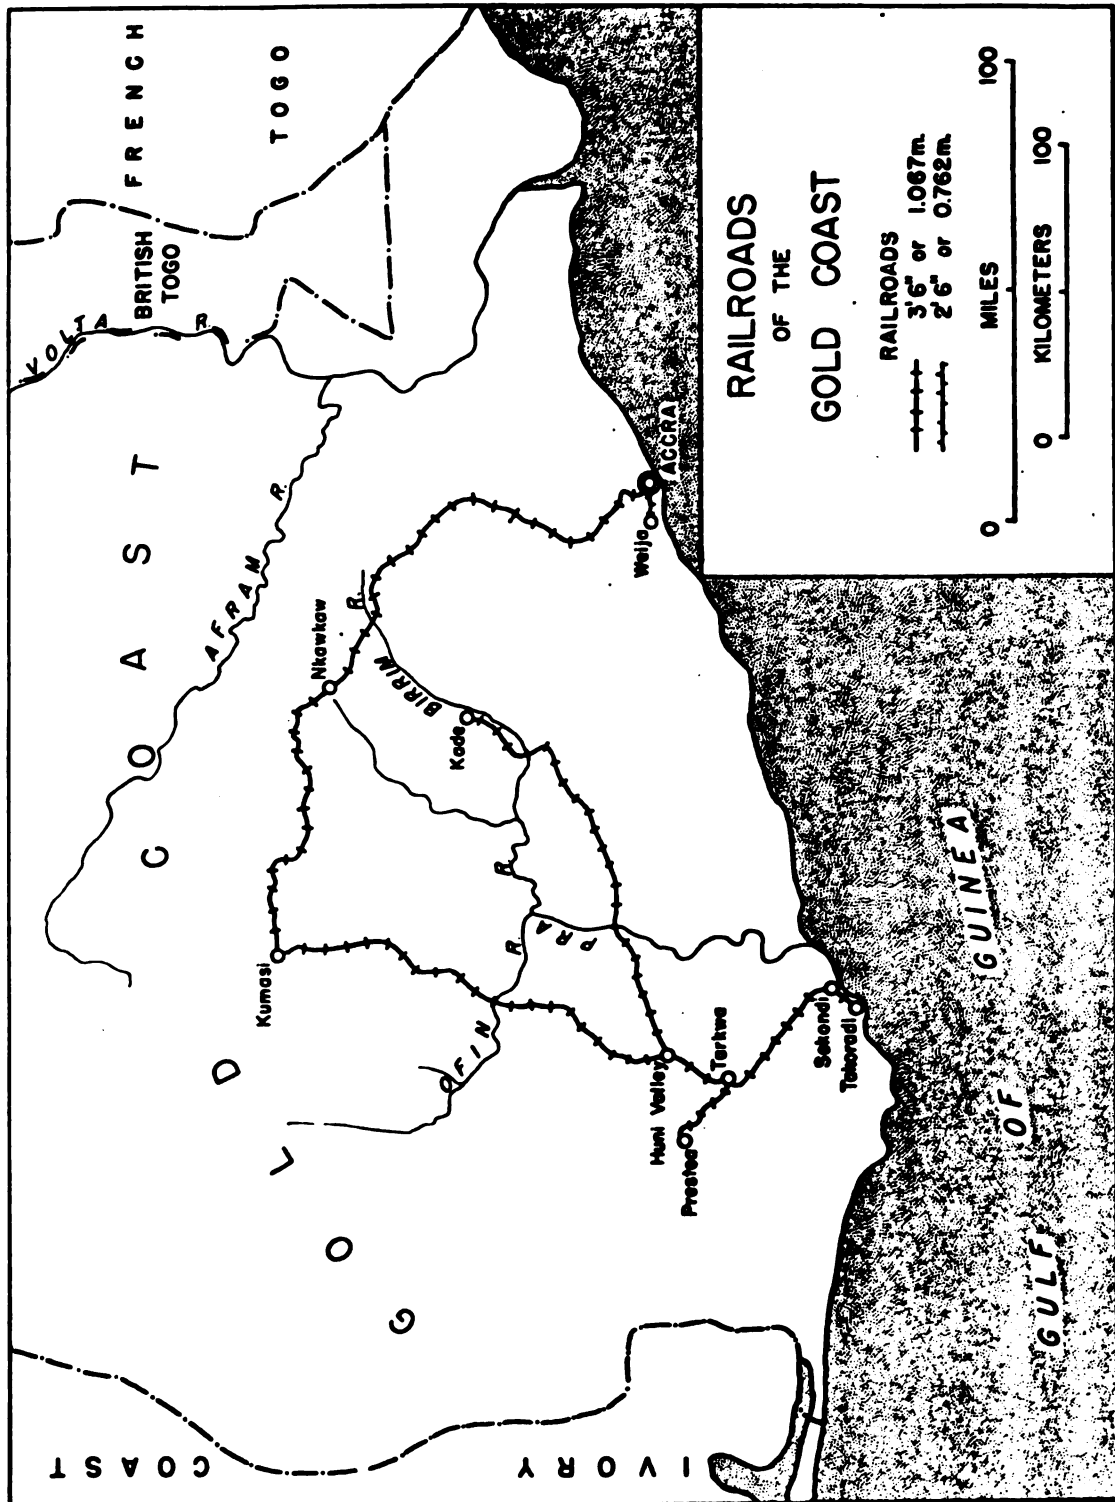 RAILROADS
OF THE
GOLD COAST
RAILROADS
3'6" or 1.067m.
2'6" or 0.762m.
0 MILES 100
0 KILOMETERS 100
IVORY COAST
GOLD COAST
BRITISH
TOGO
FRENCH
TOGO
VOLTA R.
AFRAM R.
BIRRIM R.
OFIN R.
PRA R.
Kumasi
Nkawkaw
Kade
Huni Valley
Tarkwa
Prestea
Sekondi
Takoradi
Weija
ACCRA
GULF OF GUINEA